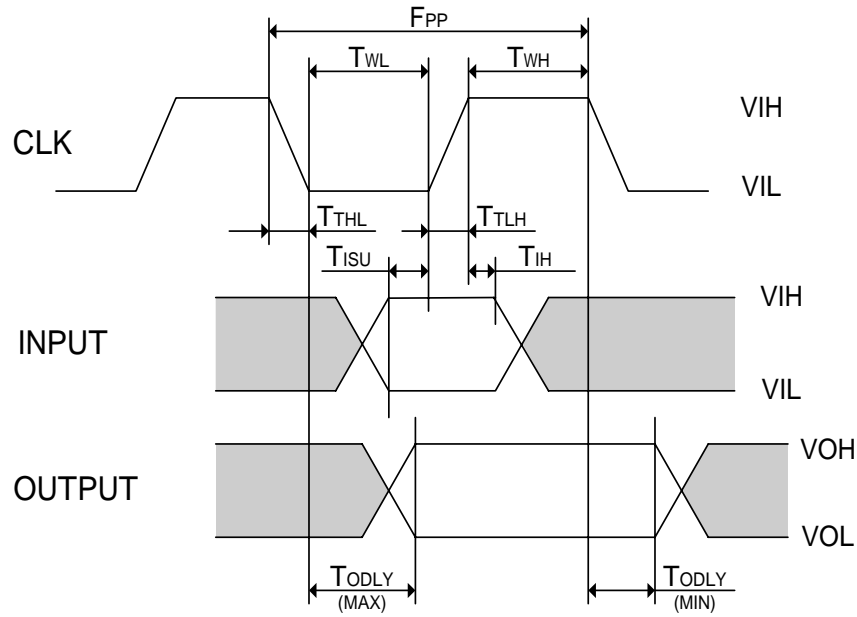 FPP
TWL TWH
CLK
VIH
VIL
TTHL TTLH
TISU TIH
INPUT
VIH
VIL
OUTPUT
VOH
VOL
TODLY
(MAX)
TODLY
(MIN)